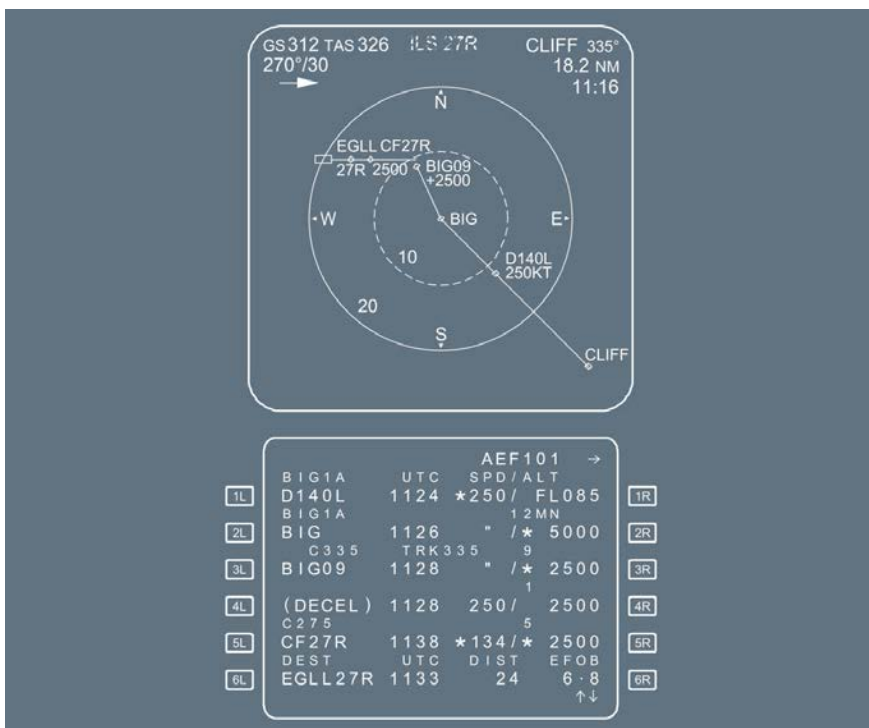 GS 312 TAS 326 ILS 27R CLIFF 335°
270°/30 18.2 NM
11:16
N
EGLL CF27R
27R 2500 BIG09
+2500
W BIG E
10 D140L
250KT
20
S
CLIFF
AEF101 →
BIG1A UTC SPD/ALT
1L D140L 1124 *250/ FL085 1R
BIG1A 12MN
2L BIG 1126 " /* 5000 2R
C335 TRK335 9
3L BIG09 1128 " /* 2500 3R
1
4L (DECEL) 1128 250/ 2500 4R
C275 5
5L CF27R 1138 *134/* 2500 5R
DEST UTC DIST EFOB
6L EGLL27R 1133 24 6·8 6R
↑↓